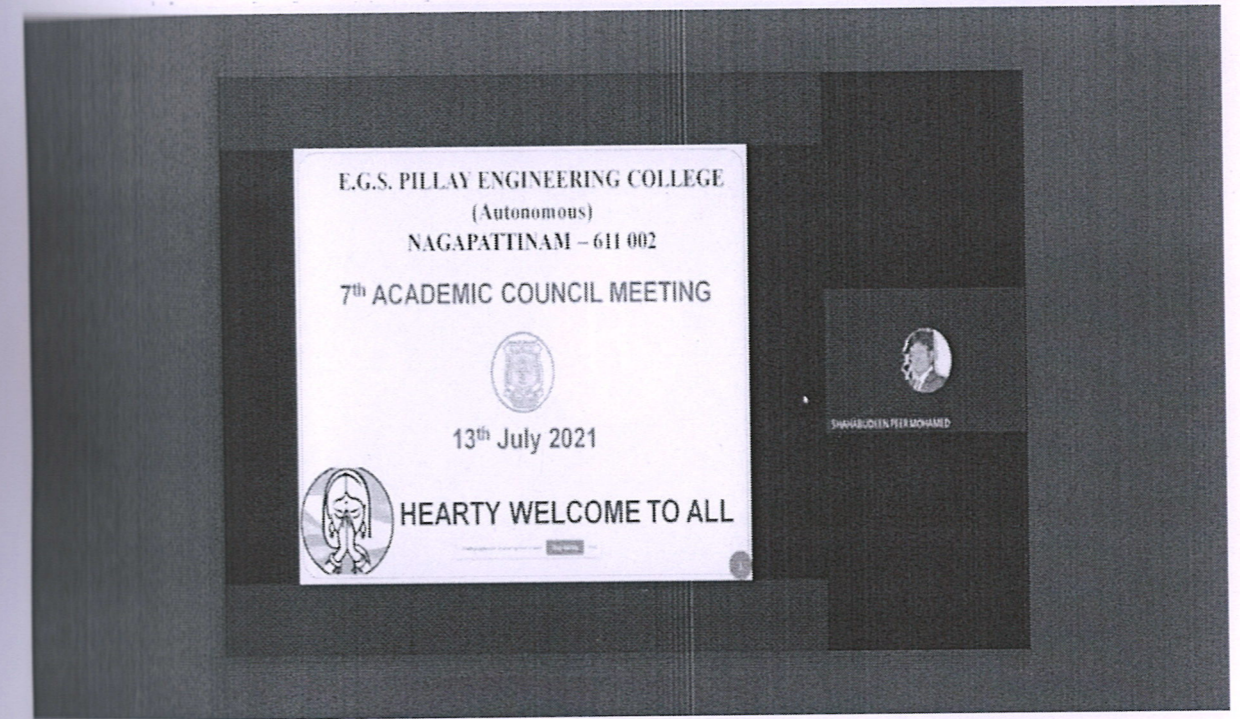 E.G.S. PILLAY ENGINEERING COLLEGE
(Autonomous)
NAGAPATTINAM – 611 002
7th ACADEMIC COUNCIL MEETING
13th July 2021
HEARTY WELCOME TO ALL
SHAHABUDEEN PEER MOHAMED